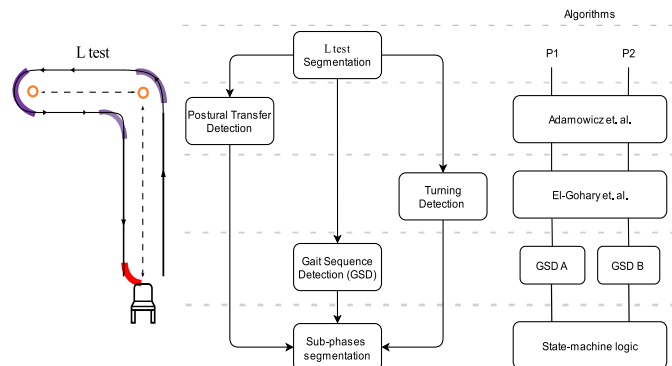 L test
L test
Segmentation
Postural Transfer
Detection
Turning
Detection
Gait Sequence
Detection (GSD)
Sub-phases
segmentation
Algorithms
P1 P2
Adamowicz et. al.
El-Gohary et. al.
GSD A GSD B
State-machine logic